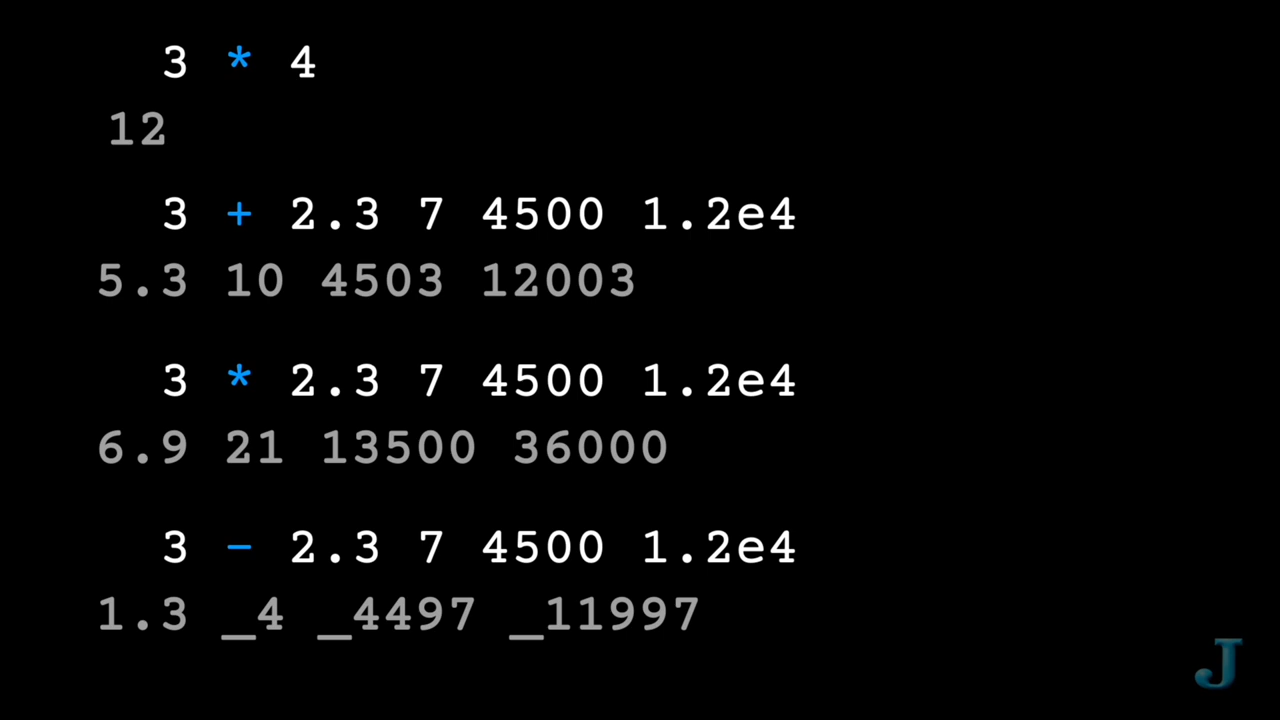 3 * 4
12
3 + 2.3 7 4500 1.2e4
5.3 10 4503 12003
3 * 2.3 7 4500 1.2e4
6.9 21 13500 36000
3 - 2.3 7 4500 1.2e4
1.3 _4 _4497 _11997
J